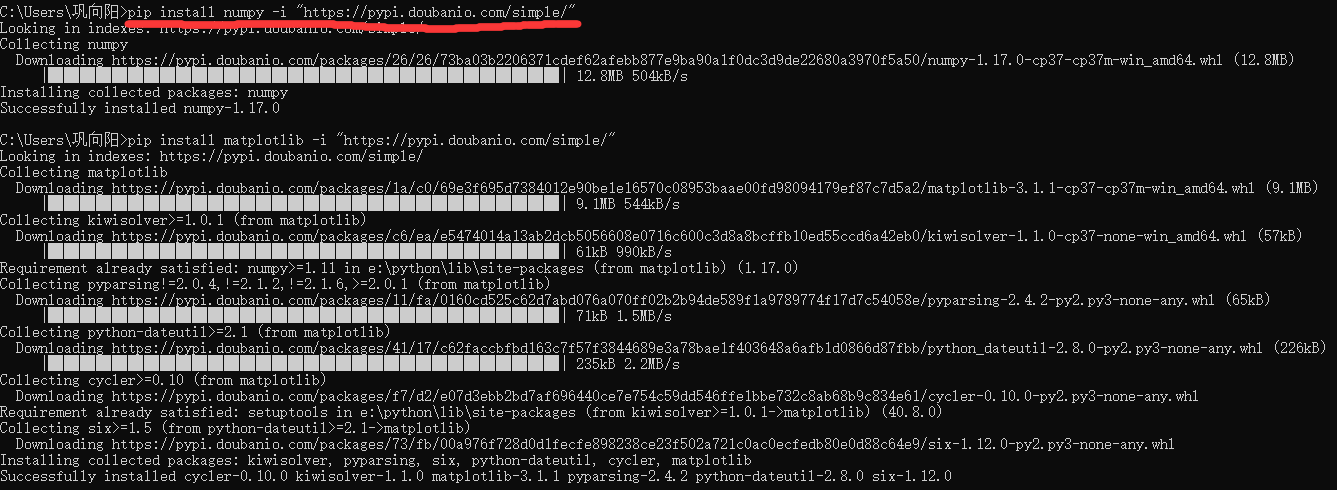 C:\Users\巩向阳>pip install numpy -i "https://pypi.doubanio.com/simple/"
Looking in indexes: https://pypi.doubanio.com/simple/
Collecting numpy
  Downloading https://pypi.doubanio.com/packages/26/26/73ba03b2206371cdef62afebb877e9ba90a1f0dc3d9de22680a3970f5a50/numpy-1.17.0-cp37-cp37m-win_amd64.whl (12.8MB)
     |████████████████████████████████| 12.8MB 504kB/s
Installing collected packages: numpy
Successfully installed numpy-1.17.0
C:\Users\巩向阳>pip install matplotlib -i "https://pypi.doubanio.com/simple/"
Looking in indexes: https://pypi.doubanio.com/simple/
Collecting matplotlib
  Downloading https://pypi.doubanio.com/packages/1a/c0/69e3f695d7384012e90be1e16570c08953baae00fd98094179ef87c7d5a2/matplotlib-3.1.1-cp37-cp37m-win_amd64.whl (9.1MB)
     |████████████████████████████████| 9.1MB 544kB/s
Collecting kiwisolver>=1.0.1 (from matplotlib)
  Downloading https://pypi.doubanio.com/packages/c6/ea/e5474014a13ab2dcb5056608e0716c600c3d8a8bcffb10ed55ccd6a42eb0/kiwisolver-1.1.0-cp37-none-win_amd64.whl (57kB)
     |████████████████████████████████| 61kB 990kB/s
Requirement already satisfied: numpy>=1.11 in e:\python\lib\site-packages (from matplotlib) (1.17.0)
Collecting pyparsing!=2.0.4,!=2.1.2,!=2.1.6,>=2.0.1 (from matplotlib)
  Downloading https://pypi.doubanio.com/packages/11/fa/0160cd525c62d7abd076a070ff02b2b94de589f1a9789774f17d7c54058e/pyparsing-2.4.2-py2.py3-none-any.whl (65kB)
     |████████████████████████████████| 71kB 1.5MB/s
Collecting python-dateutil>=2.1 (from matplotlib)
  Downloading https://pypi.doubanio.com/packages/41/17/c62faccbfbd163c7f57f3844689e3a78bae1f403648a6afb1d0866d87fbb/python_dateutil-2.8.0-py2.py3-none-any.whl (226kB)
     |████████████████████████████████| 235kB 2.2MB/s
Collecting cycler>=0.10 (from matplotlib)
  Downloading https://pypi.doubanio.com/packages/f7/d2/e07d3ebb2bd7af696440ce7e754c59dd546ffe1bbe732c8ab68b9c834e61/cycler-0.10.0-py2.py3-none-any.whl
Requirement already satisfied: setuptools in e:\python\lib\site-packages (from kiwisolver>=1.0.1->matplotlib) (40.8.0)
Collecting six>=1.5 (from python-dateutil>=2.1->matplotlib)
  Downloading https://pypi.doubanio.com/packages/73/fb/00a976f728d0d1fecfe898238ce23f502a721c0ac0ecfedb80e0d88c64e9/six-1.12.0-py2.py3-none-any.whl
Installing collected packages: kiwisolver, pyparsing, six, python-dateutil, cycler, matplotlib
Successfully installed cycler-0.10.0 kiwisolver-1.1.0 matplotlib-3.1.1 pyparsing-2.4.2 python-dateutil-2.8.0 six-1.12.0